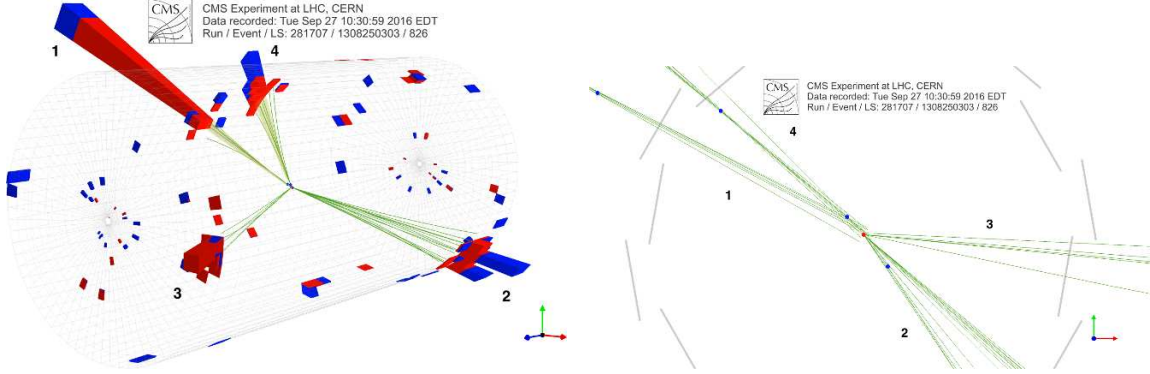 CMS
CMS Experiment at LHC, CERN
Data recorded: Tue Sep 27 10:30:59 2016 EDT
Run / Event / LS: 281707 / 1308250303 / 826
1
4
3
2
CMS
CMS Experiment at LHC, CERN
Data recorded: Tue Sep 27 10:30:59 2016 EDT
Run / Event / LS: 281707 / 1308250303 / 826
4
1
3
2